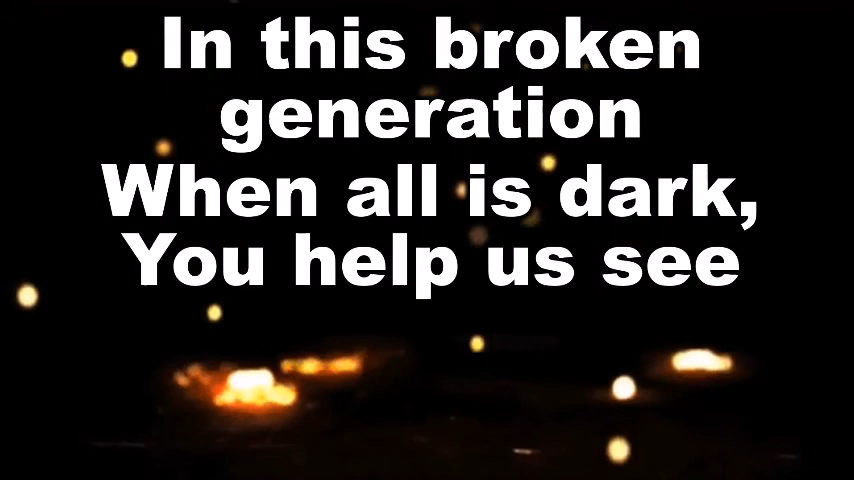 In this broken
generation
When all is dark,
You help us see